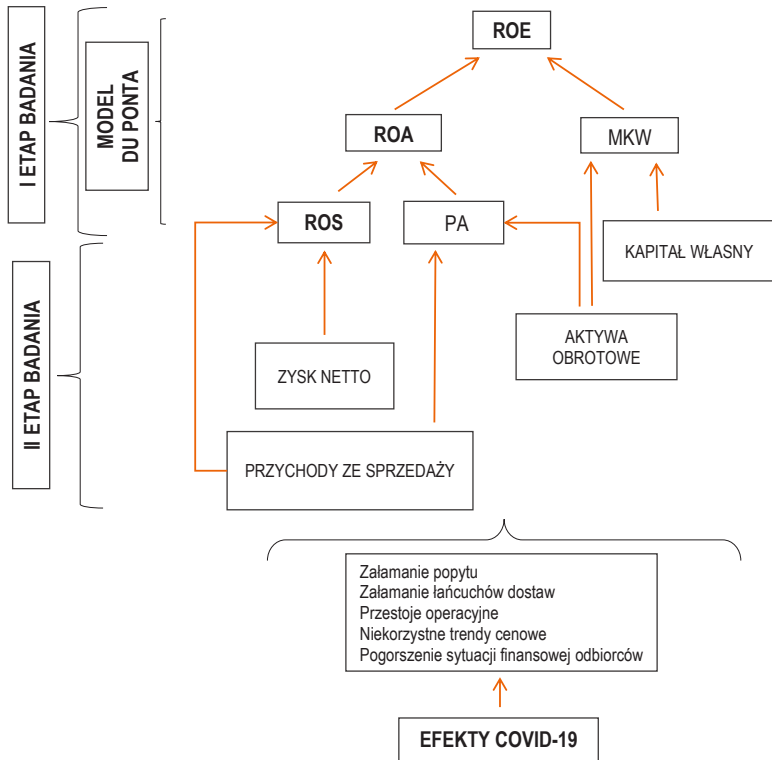 ROE
I ETAP BADANIA
MODEL
DU PONTA
ROA
MKW
ROS
PA
KAPITAŁ WŁASNY
II ETAP BADANIA
ZYSK NETTO
AKTYWA
OBROTOWE
PRZYCHODY ZE SPRZEDAŻY
Załamanie popytu
Załamanie łańcuchów dostaw
Przestoje operacyjne
Niekorzystne trendy cenowe
Pogorszenie sytuacji finansowej odbiorców
EFEKTY COVID-19